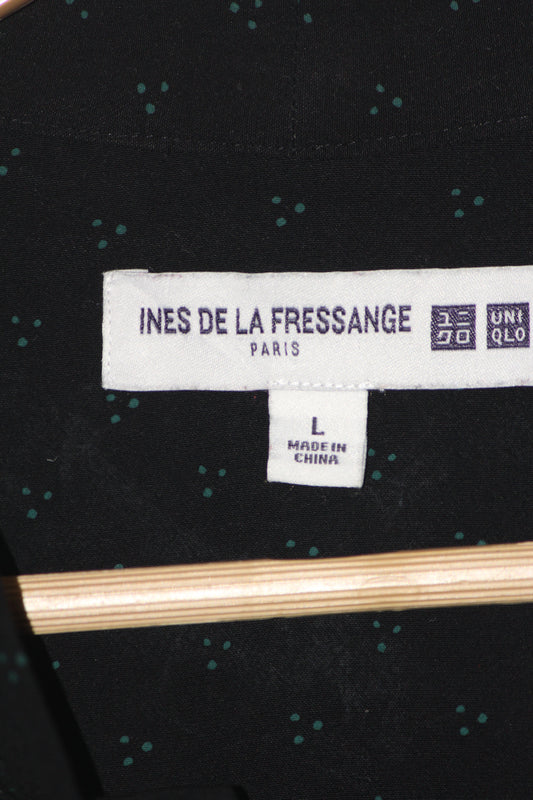 INES DE LA FRESSANGE
PARIS
ユニ
クロ
UNI
QLO
L
MADE IN
CHINA